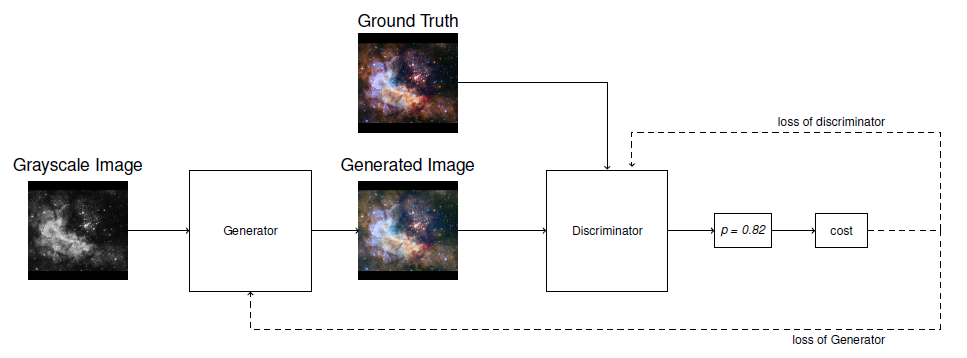 Ground Truth
loss of discriminator
Grayscale Image
Generated Image
Generator
Discriminator
p = 0.82
cost
loss of Generator